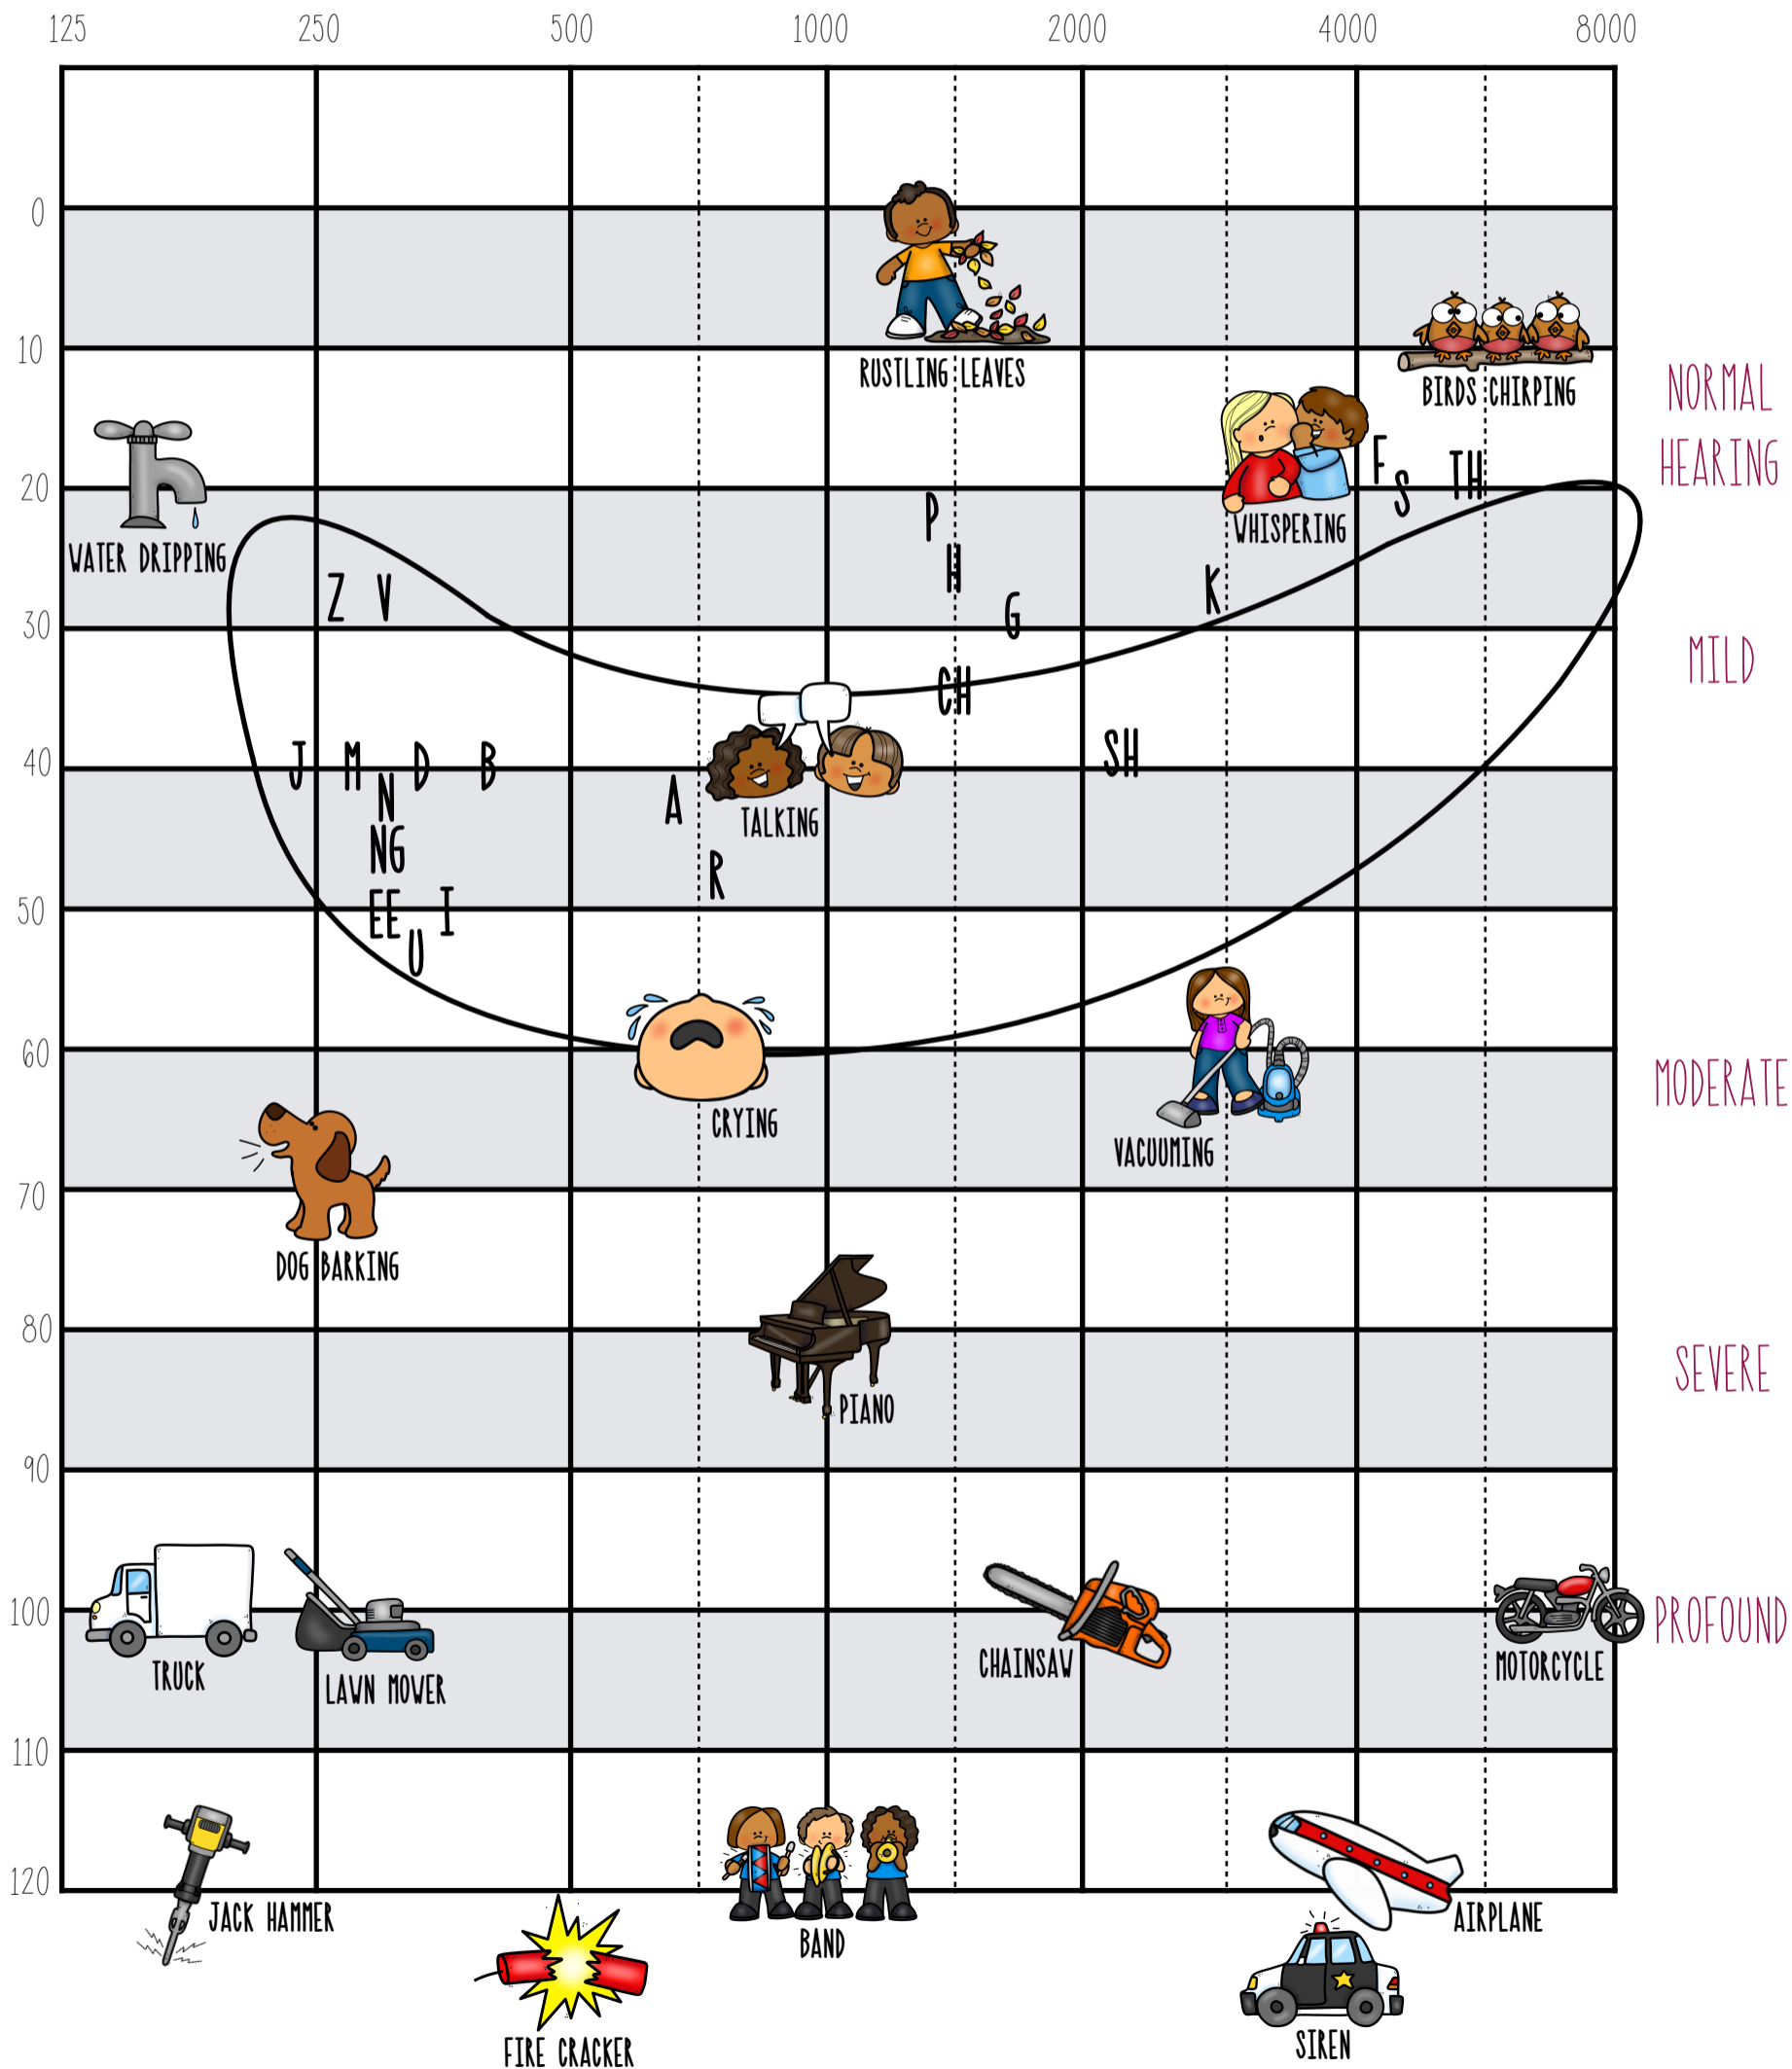 125 250 500 1000 2000 4000 8000
0
10
RUSTLING LEAVES
BIRDS CHIRPING
NORMAL
HEARING
F
TH
S
20
P
WHISPERING
WATER DRIPPING
H
Z V
K
G
30
MILD
CH
SH
J M D B
40
N
A
TALKING
NG
R
50
EE I
U
60
MODERATE
CRYING
VACUUMING
70
DOG BARKING
80
SEVERE
PIANO
90
100
PROFOUND
CHAINSAW
MOTORCYCLE
TRUCK
LAWN MOWER
110
120
JACK HAMMER
AIRPLANE
BAND
SIREN
FIRE CRACKER